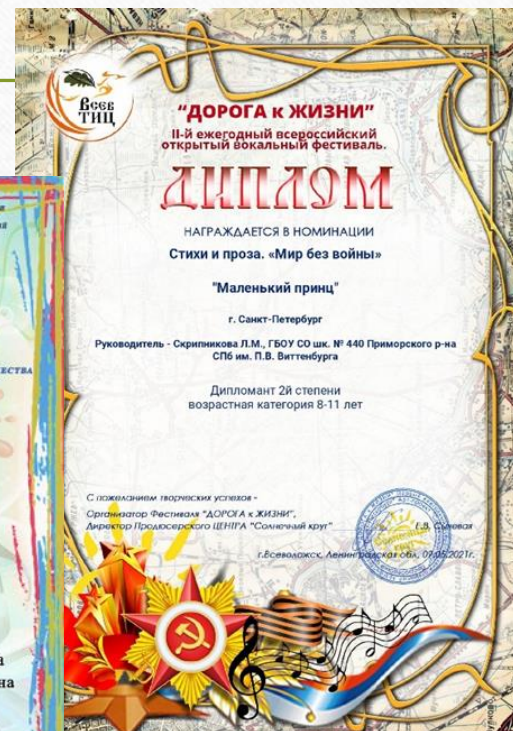 Всев
ТИЦ
"ДОРОГА к ЖИЗНИ"
II-й ежегодный всероссийский
открытый вокальный фестиваль.
ДИПЛОМ
НАГРАЖДАЕТСЯ В НОМИНАЦИИ
Стихи и проза. «Мир без войны»
"Маленький принц"
г. Санкт-Петербург
Руководитель - Скрипникова Л.М., ГБОУ СО шк. № 440 Приморского р-на
СПб им. П.В. Виттенбурга
Дипломант 2й степени
возрастная категория 8-11 лет
С пожеланием творческих успехов -
Организатор Фестиваля "ДОРОГА к ЖИЗНИ",
Директор Продюсерского ЦЕНТРА "Солнечный круг"
г.Всеволожск, Ленинградская обл, 09.05.2021г.